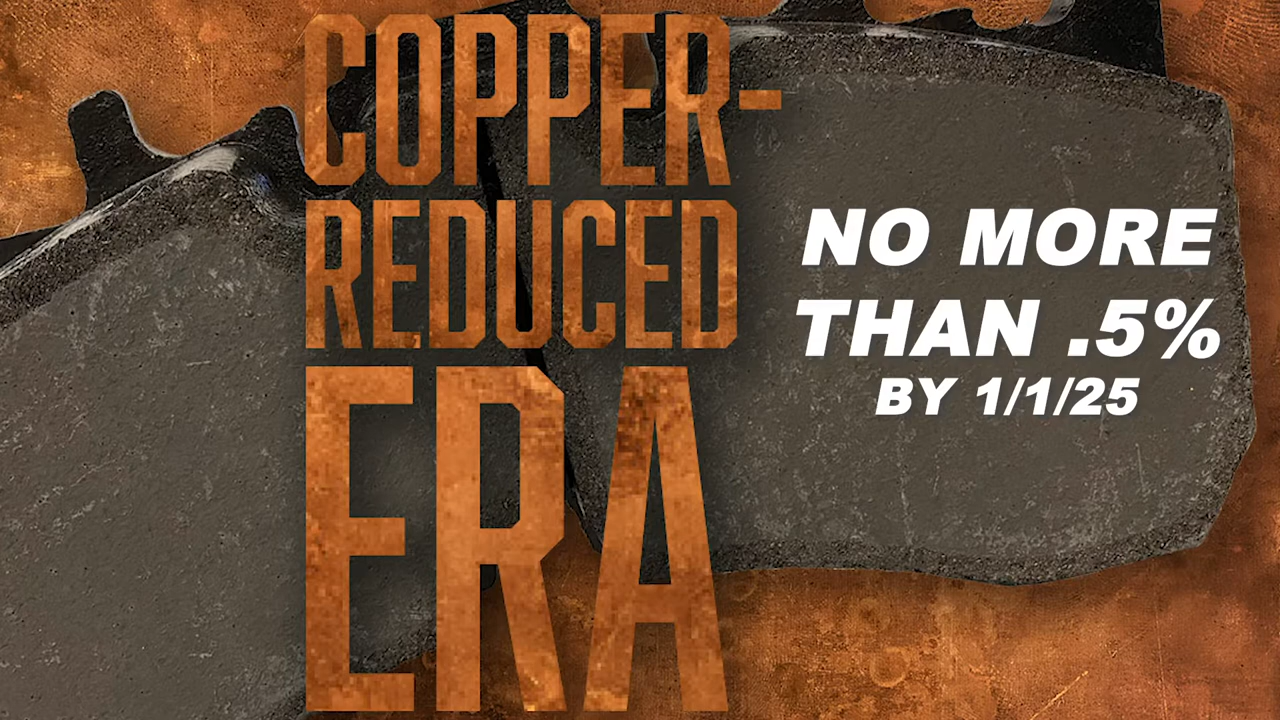 COPPER-
REDUCED
ERA
NO MORE
THAN .5%
BY 1/1/25